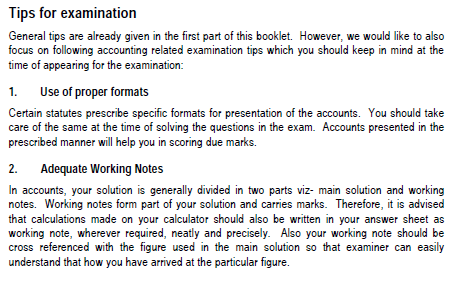 Tips for examination
General tips are already given in the first part of this booklet. However, we would like to also
focus on following accounting related examination tips which you should keep in mind at the
time of appearing for the examination:
1. Use of proper formats
Certain statutes prescribe specific formats for presentation of the accounts. You should take
care of the same at the time of solving the questions in the exam. Accounts presented in the
prescribed manner will help you in scoring due marks.
2. Adequate Working Notes
In accounts, your solution is generally divided in two parts viz- main solution and working
notes. Working notes form part of your solution and carries marks. Therefore, it is advised
that calculations made on your calculator should also be written in your answer sheet as
working note, wherever required, neatly and precisely. Also your working note should be
cross referenced with the figure used in the main solution so that examiner can easily
understand that how you have arrived at the particular figure.